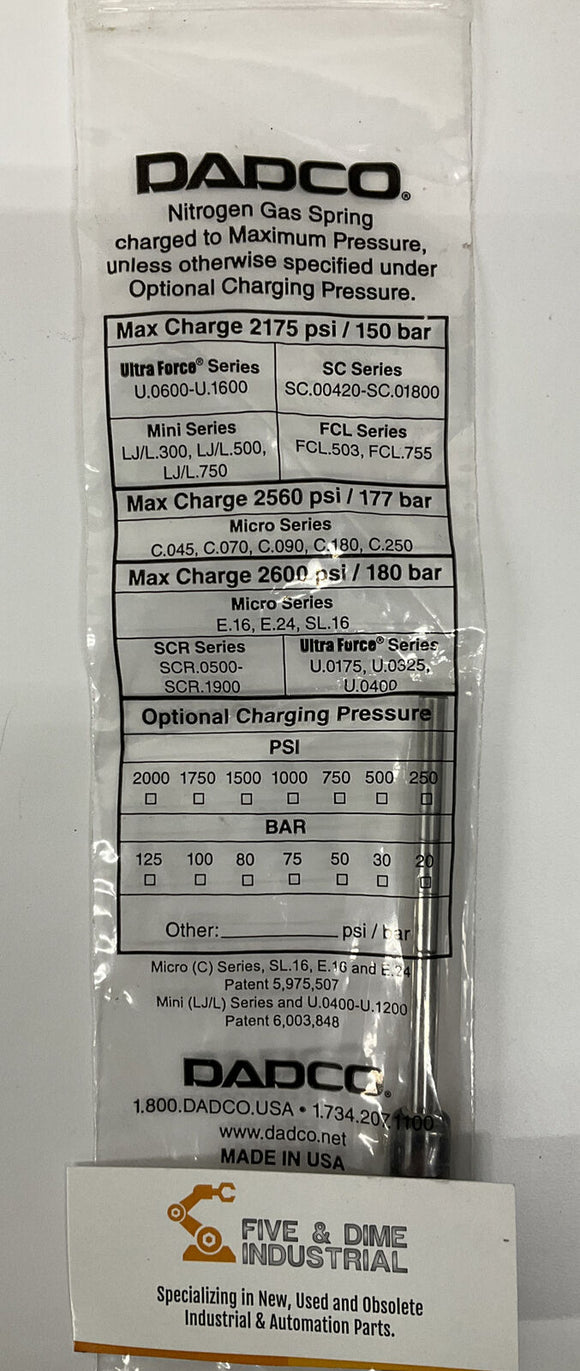 DADCO®
Nitrogen Gas Spring
charged to Maximum Pressure,
unless otherwise specified under
Optional Charging Pressure.
Max Charge 2175 psi / 150 bar
Ultra Force® Series
U.0600-U.1600
SC Series
SC.00420-SC.01800
Mini Series
LJ/L.300, LJ/L.500,
LJ/L.750
FCL Series
FCL.503, FCL.755
Max Charge 2560 psi / 177 bar
Micro Series
C.045, C.070, C.090, C.180, C.250
Max Charge 2600 psi / 180 bar
Micro Series
E.16, E.24, SL.16
SCR Series
SCR.0500-
SCR.1900
Ultra Force® Series
U.0175, U.0325,
U.0400
Optional Charging Pressure
PSI
2000 1750 1500 1000 750 500 250
BAR
125 100 80 75 50 30 20
Other:____________ psi / bar
Micro (C) Series, SL.16, E.16 and E.24
Patent 5,975,507
Mini (LJ/L) Series and U.0400-U.1200
Patent 6,003,848
DADCO®
1.800.DADCO.USA • 1.734.207.1100
www.dadco.net
MADE IN USA
FIVE & DIME
INDUSTRIAL
Specializing in New, Used and Obsolete
Industrial & Automation Parts.